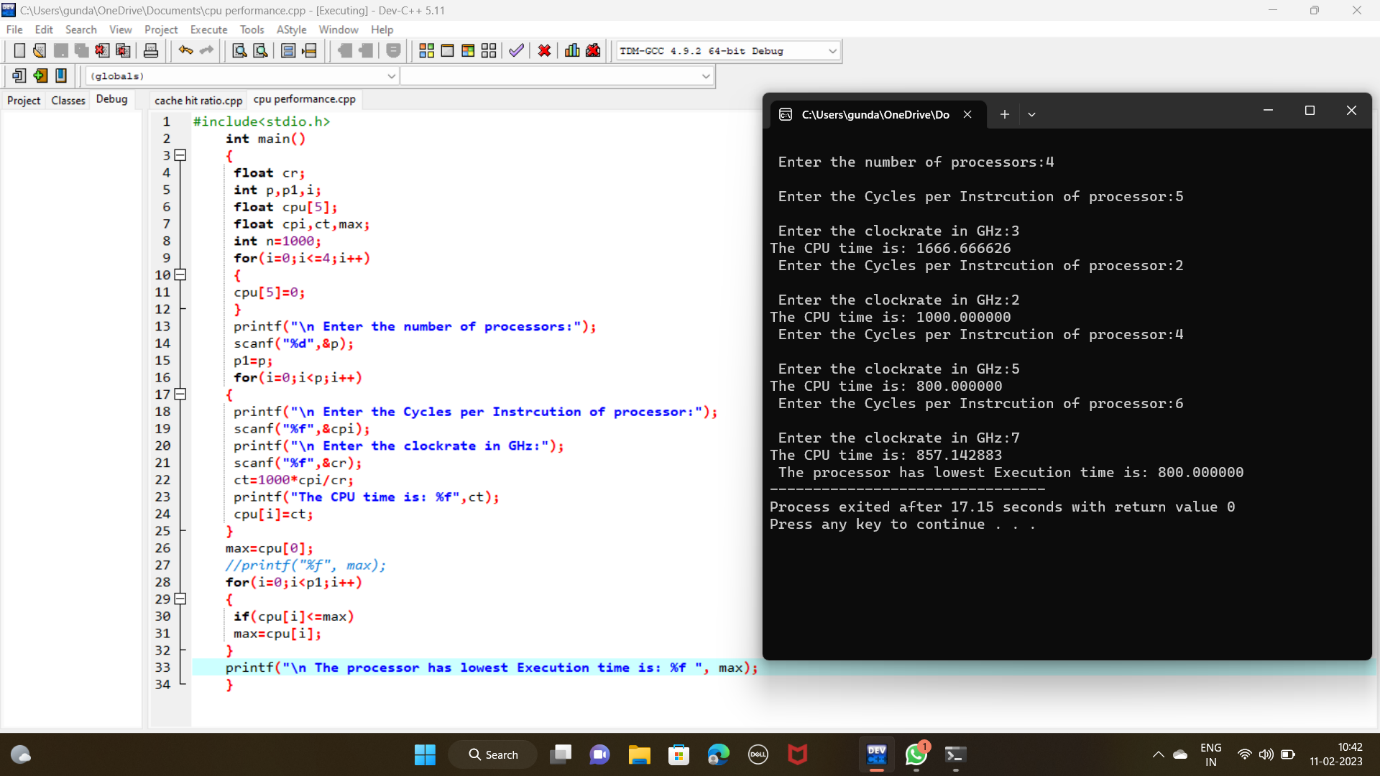 C:\Users\gunda\OneDrive\Documents\cpu performance.cpp - [Executing] - Dev-C++ 5.11
File Edit Search View Project Execute Tools AStyle Window Help
TDM-GCC 4.9.2 64-bit Debug
(globals)
Project Classes Debug
cache hit ratio.cpp cpu performance.cpp
1 #include<stdio.h>
2 int main()
3 {
4 float cr;
5 int p,p1,i;
6 float cpu[5];
7 float cpi,ct,max;
8 int n=1000;
9 for(i=0;i<=4;i++)
10 {
11 cpu[5]=0;
12 }
13 printf("\n Enter the number of processors:");
14 scanf("%d",&p);
15 p1=p;
16 for(i=0;i<p;i++)
17 {
18 printf("\n Enter the Cycles per Instrcution of processor:");
19 scanf("%f",&cpi);
20 printf("\n Enter the clockrate in GHz:");
21 scanf("%f",&cr);
22 ct=1000*cpi/cr;
23 printf("The CPU time is: %f",ct);
24 cpu[i]=ct;
25 }
26 max=cpu[0];
27 //printf("%f", max);
28 for(i=0;i<p1;i++)
29 {
30 if(cpu[i]<=max)
31 max=cpu[i];
32 }
33 printf("\n The processor has lowest Execution time is: %f ", max);
34 }
C:\Users\gunda\OneDrive\Do
Enter the number of processors:4
Enter the Cycles per Instrcution of processor:5
Enter the clockrate in GHz:3
The CPU time is: 1666.666626
Enter the Cycles per Instrcution of processor:2
Enter the clockrate in GHz:2
The CPU time is: 1000.000000
Enter the Cycles per Instrcution of processor:4
Enter the clockrate in GHz:5
The CPU time is: 800.000000
Enter the Cycles per Instrcution of processor:6
Enter the clockrate in GHz:7
The CPU time is: 857.142883
The processor has lowest Execution time is: 800.000000
--------------------------------
Process exited after 17.15 seconds with return value 0
Press any key to continue . . .
Search
DELL
DEV
1
ENG
IN
10:42
11-02-2023